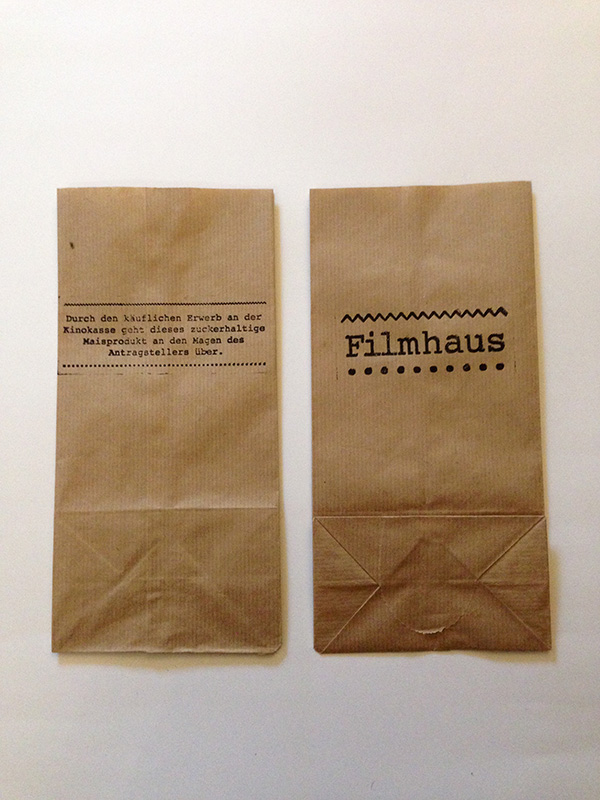 Durch den käuflichen Erwerb an der
Kinokasse geht dieses zuckerhaltige
Maisprodukt an den Magen des
Antragstellers über.
Filmhaus